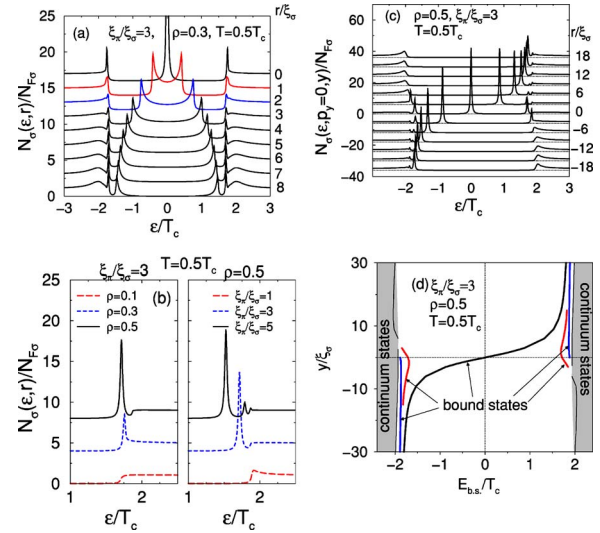 (a) ξπ/ξσ=3, ρ=0.3, T=0.5Tc
r/ξσ
Nσ(ε,r)/NFσ
25
20
15
10
5
0
0
1
2
3
4
5
6
7
8
−3 −2 −1 0 1 2 3
ε/Tc
(c) ρ=0.5, ξπ/ξσ=3
T=0.5Tc
r/ξσ
Nσ(ε,py=0,y)/NFσ
60
40
20
0
−20
−40
18
12
6
0
−6
−12
−18
−3 −2 −1 0 1 2 3
ε/Tc
ξπ/ξσ=3 T=0.5Tc ρ=0.5
(b)
Nσ(ε,r)/NFσ
25
20
15
10
5
0
ρ=0.1
ρ=0.3
ρ=0.5
ξπ/ξσ=1
ξπ/ξσ=3
ξπ/ξσ=5
1 2 1 2
ε/Tc ε/Tc
(d) ξπ/ξσ=3
ρ=0.5
T=0.5Tc
y/ξσ
30
10
−10
−30
continuum states
continuum states
bound states
−2 −1 0 1 2
Eb.s./Tc